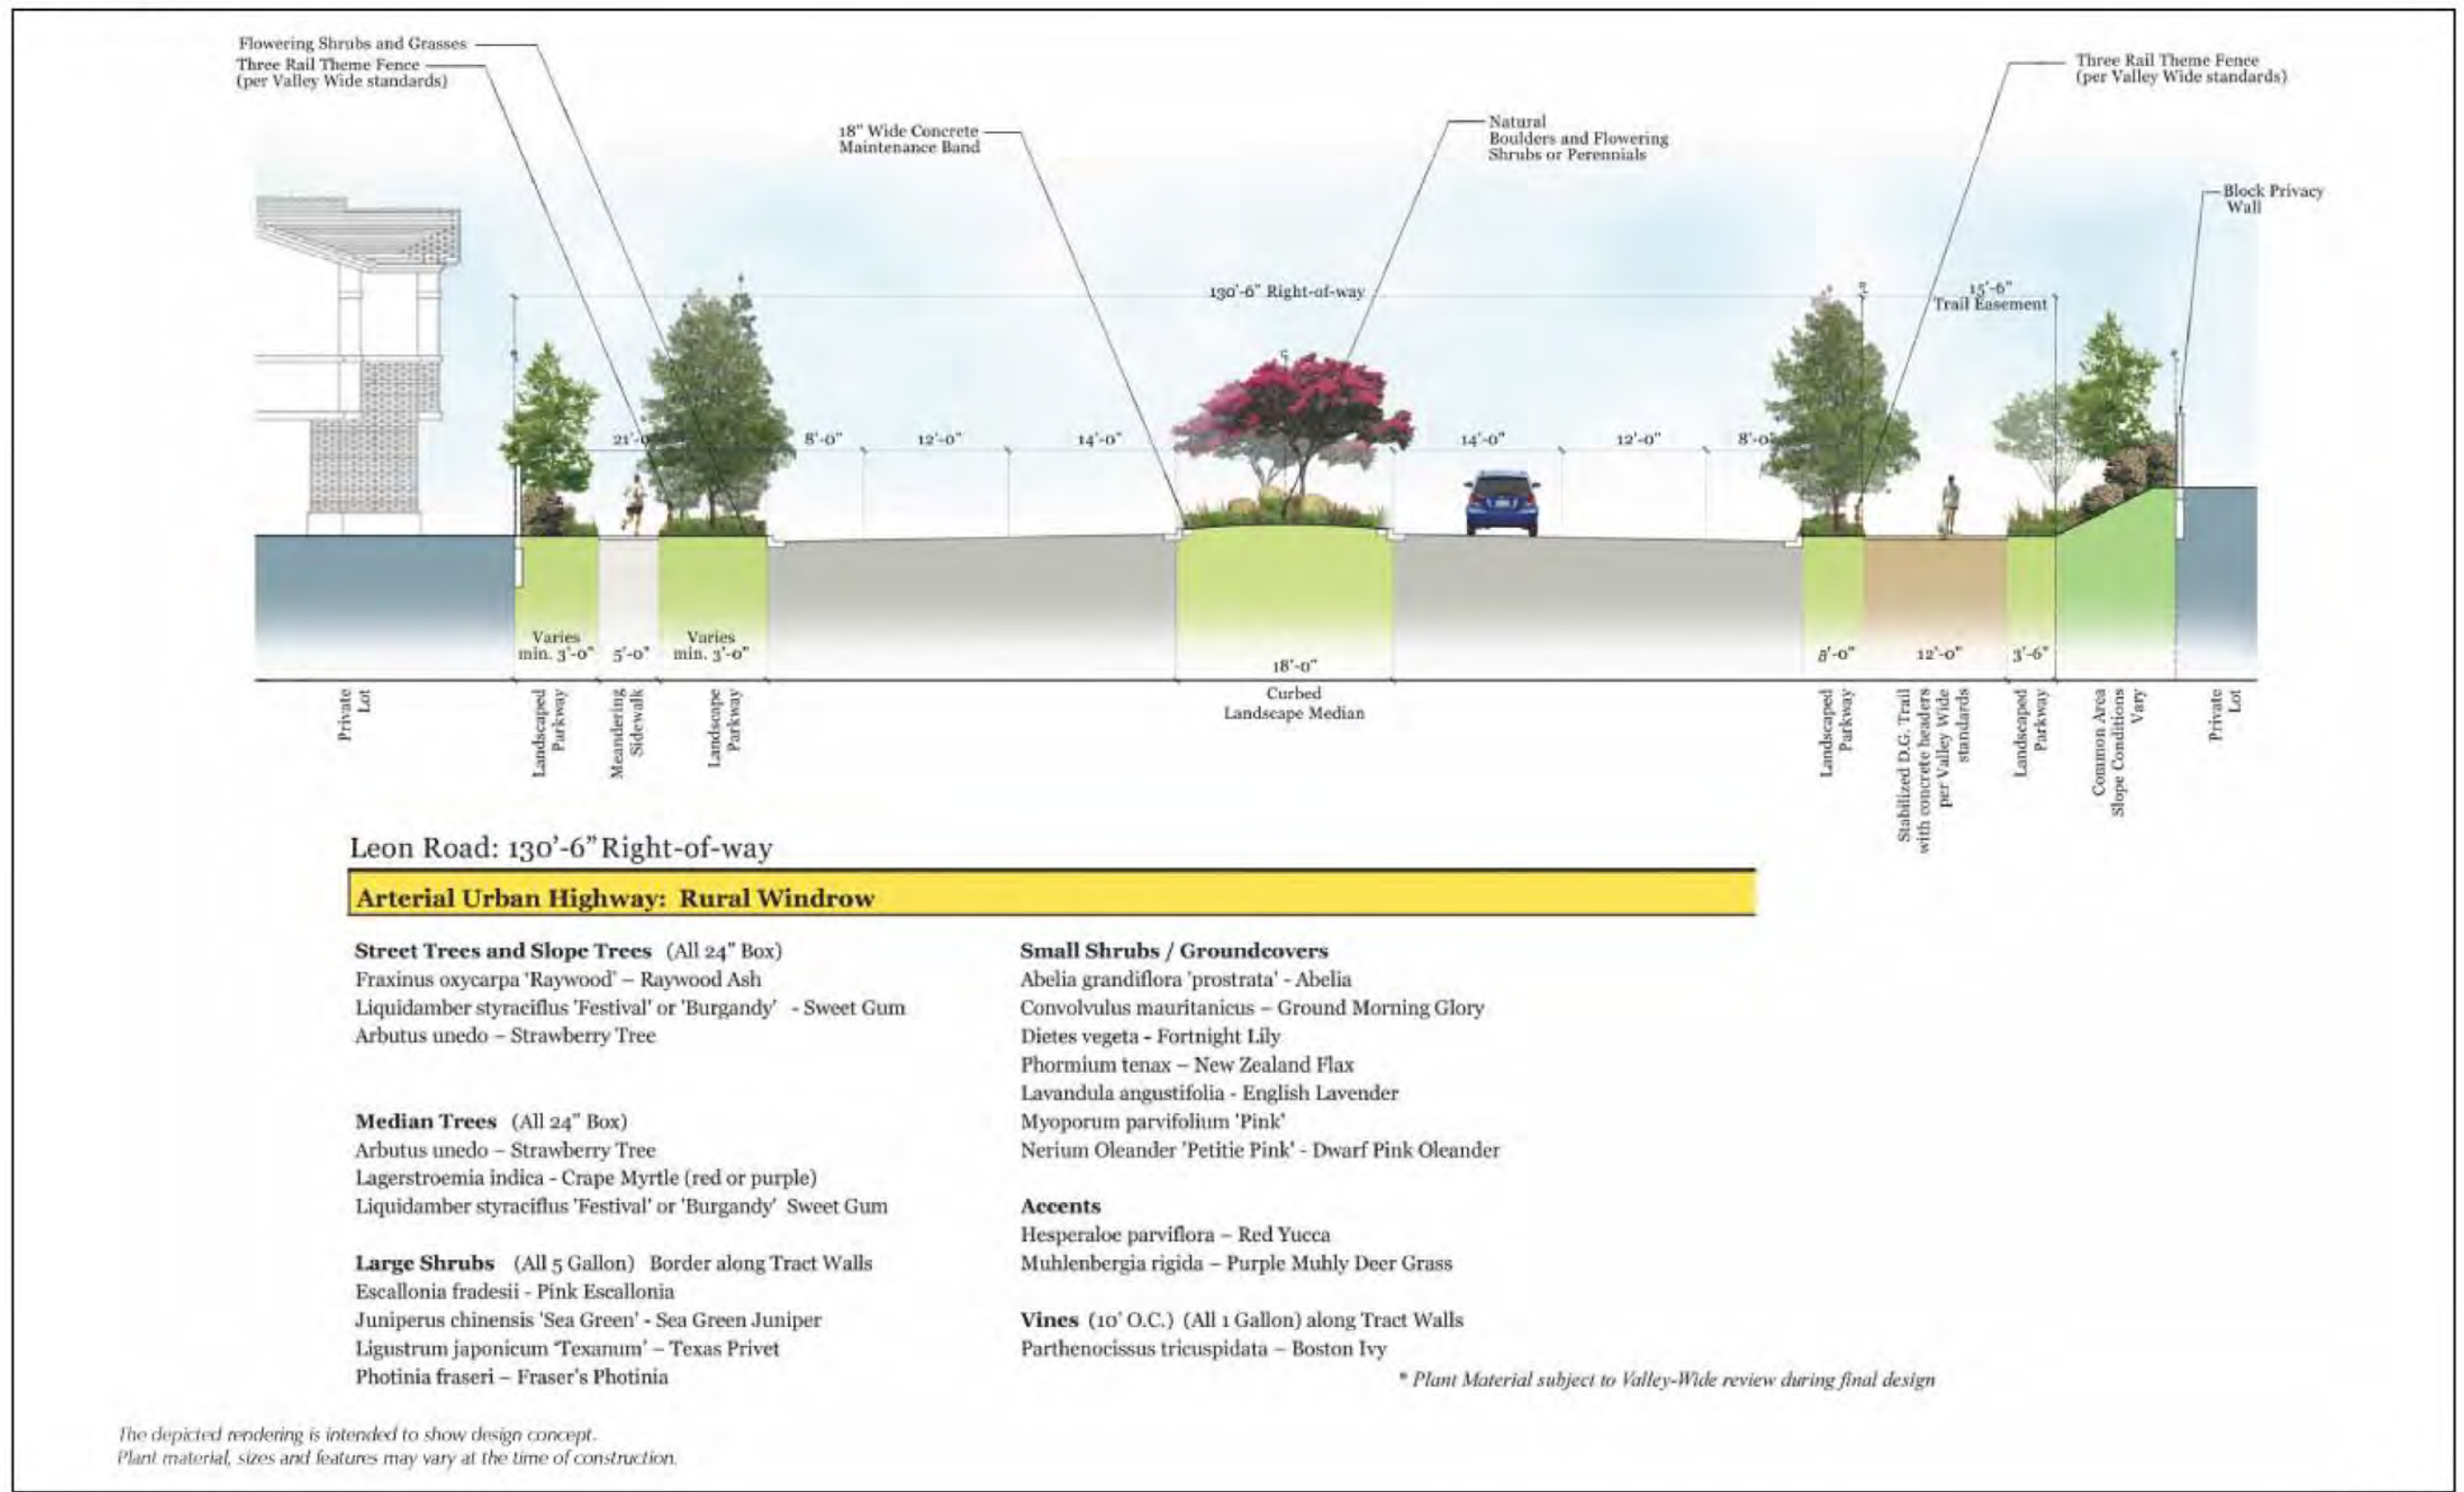 Flowering Shrubs and Grasses
Three Rail Theme Fence
(per Valley Wide standards)
18" Wide Concrete
Maintenance Band
Natural
Boulders and Flowering
Shrubs or Perennials
Three Rail Theme Fence
(per Valley Wide standards)
Block Privacy
Wall
130'-6" Right-of-way
15'-6"
Trail Easement
8'-0"
12'-0"
14'-0"
14'-0"
12'-0"
8'-0"
Varies
min. 3'-0"
5'-0"
Varies
min. 3'-0"
18'-0"
8'-0"
12'-0"
3'-6"
Private
Lot
Landscaped
Parkway
Meandering
Sidewalk
Landscape
Parkway
Curbed
Landscape Median
Landscaped
Parkway
Stabilized D.G. Trail
with concrete headers
per Valley Wide
standards
Landscaped
Parkway
Common Area
Slope Conditions
Vary
Private
Lot
Leon Road: 130'-6" Right-of-way
Arterial Urban Highway: Rural Windrow
Street Trees and Slope Trees (All 24" Box)
Fraxinus oxycarpa 'Raywood' – Raywood Ash
Liquidamber styraciflus 'Festival' or 'Burgandy' - Sweet Gum
Arbutus unedo – Strawberry Tree
Median Trees (All 24" Box)
Arbutus unedo – Strawberry Tree
Lagerstroemia indica - Crape Myrtle (red or purple)
Liquidamber styraciflus 'Festival' or 'Burgandy' Sweet Gum
Large Shrubs (All 5 Gallon) Border along Tract Walls
Escallonia fradesii - Pink Escallonia
Juniperus chinensis 'Sea Green' - Sea Green Juniper
Ligustrum japonicum 'Texanum' – Texas Privet
Photinia fraseri – Fraser's Photinia
Small Shrubs / Groundcovers
Abelia grandiflora 'prostrata' - Abelia
Convolvulus mauritanicus – Ground Morning Glory
Dietes vegeta - Fortnight Lily
Phormium tenax – New Zealand Flax
Lavandula angustifolia - English Lavender
Myoporum parvifolium 'Pink'
Nerium Oleander 'Petitie Pink' - Dwarf Pink Oleander
Accents
Hesperaloe parviflora – Red Yucca
Muhlenbergia rigida – Purple Muhly Deer Grass
Vines (10' O.C.) (All 1 Gallon) along Tract Walls
Parthenocissus tricuspidata – Boston Ivy
* Plant Material subject to Valley-Wide review during final design
The depicted rendering is intended to show design concept.
Plant material, sizes and features may vary at the time of construction.